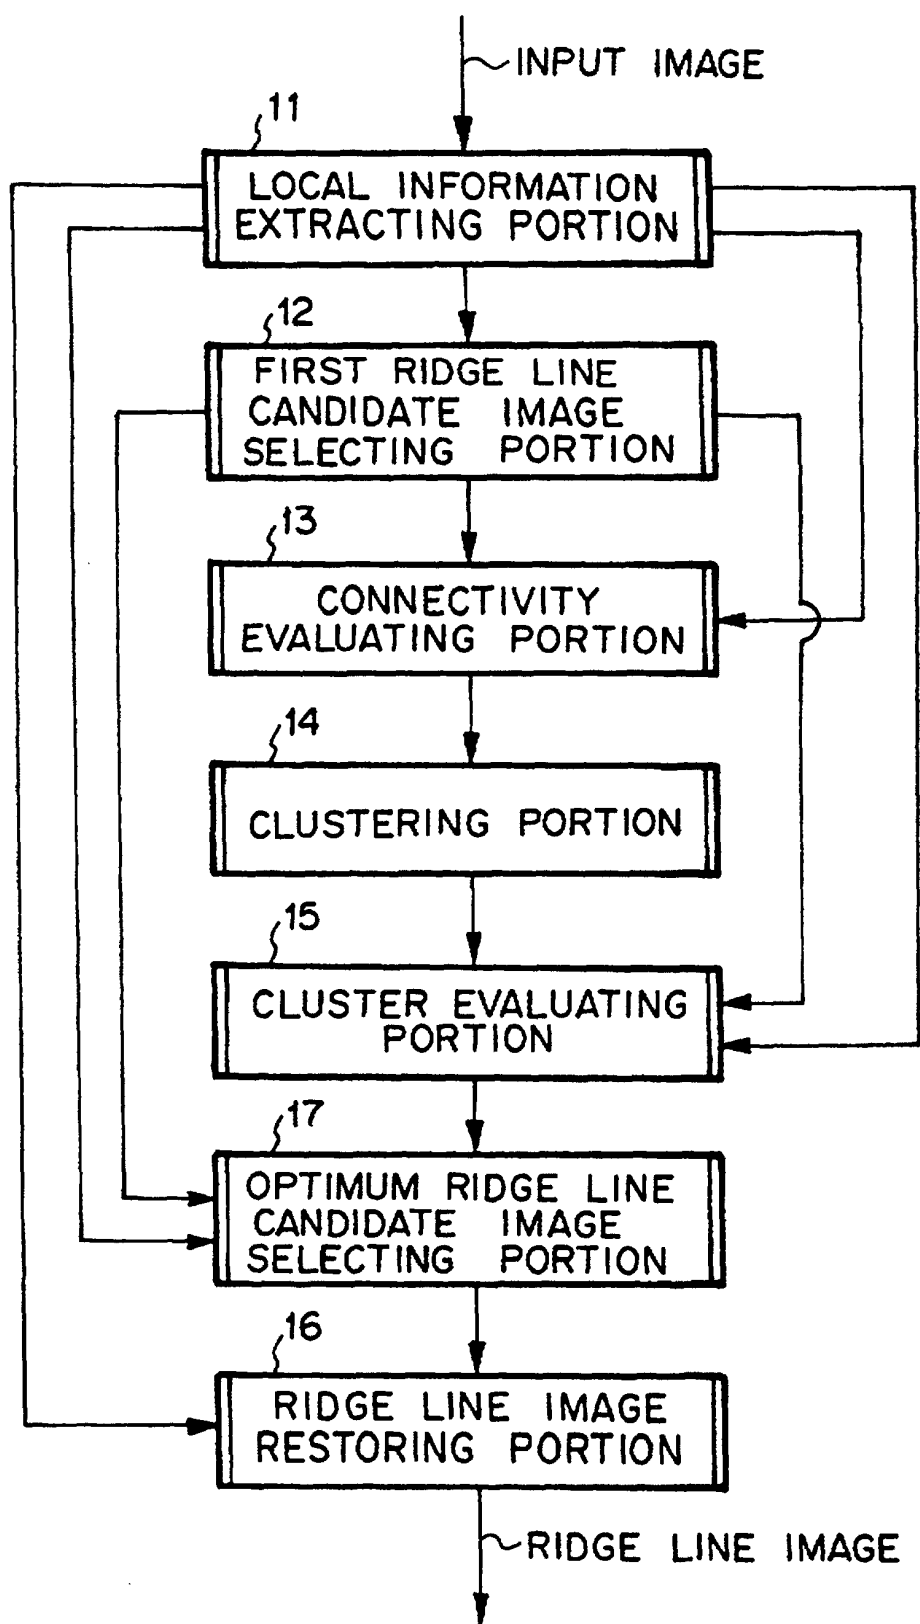 INPUT IMAGE
11
LOCAL INFORMATION
EXTRACTING PORTION
12
FIRST RIDGE LINE
CANDIDATE IMAGE
SELECTING PORTION
13
CONNECTIVITY
EVALUATING PORTION
14
CLUSTERING PORTION
15
CLUSTER EVALUATING
PORTION
17
OPTIMUM RIDGE LINE
CANDIDATE IMAGE
SELECTING PORTION
16
RIDGE LINE IMAGE
RESTORING PORTION
RIDGE LINE IMAGE